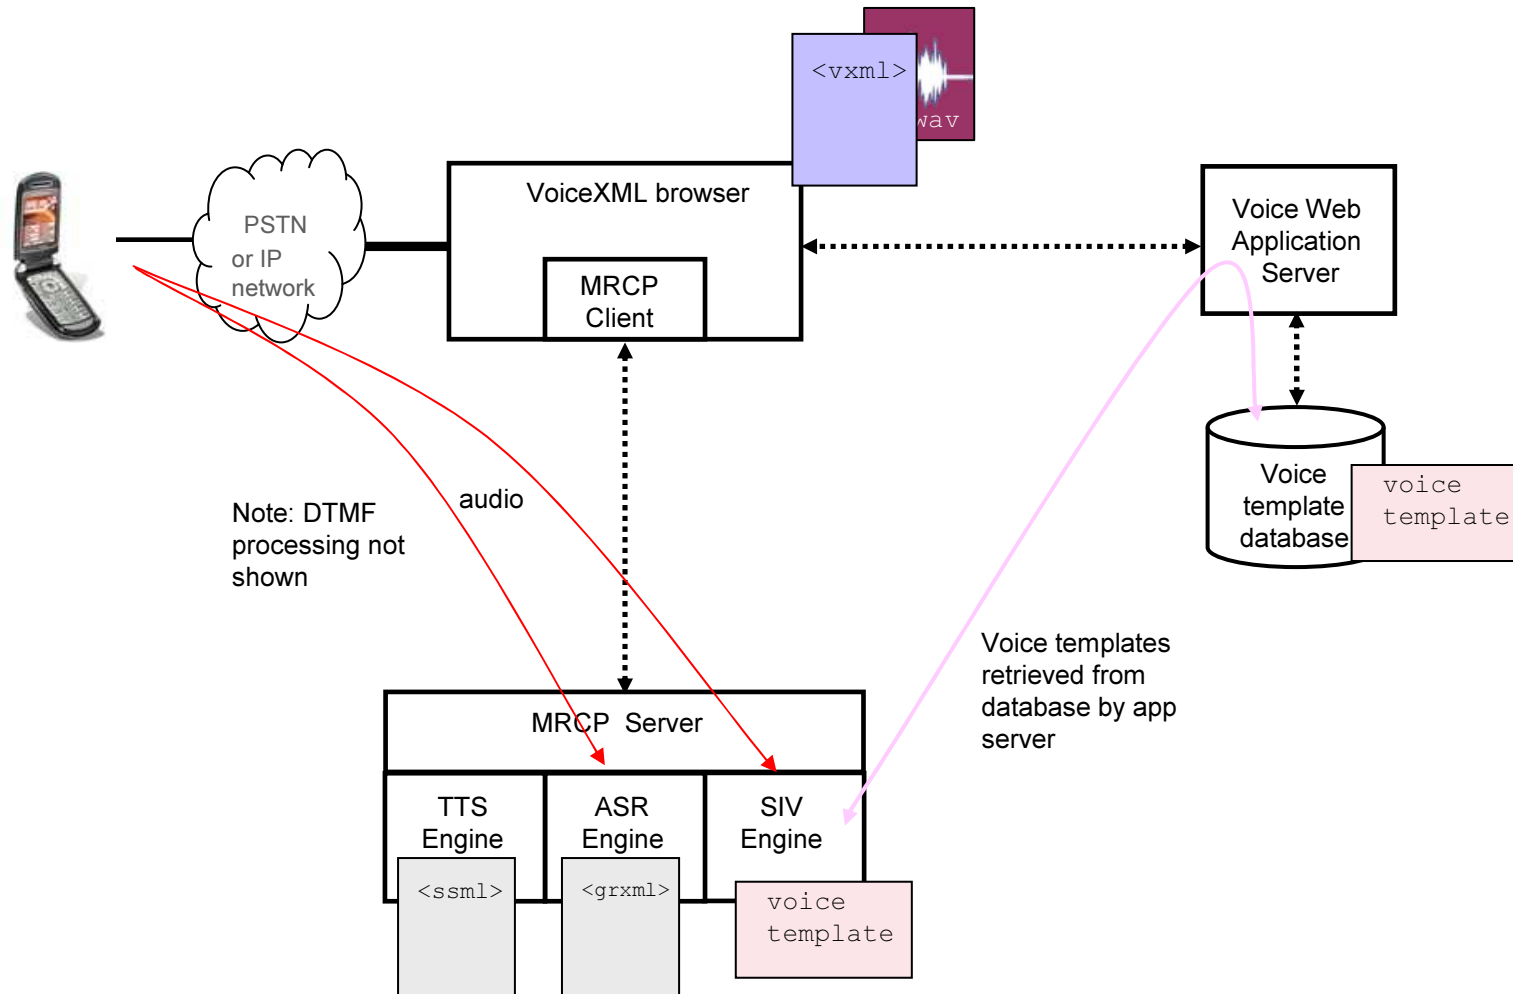 <vxml>
wav
VoiceXML browser
PSTN
or IP
network
MRCP
Client
Voice Web
Application
Server
Voice
template
database
voice
template
audio
Note: DTMF
processing not
shown
Voice templates
retrieved from
database by app
server
MRCP Server
TTS
Engine
ASR
Engine
SIV
Engine
<ssml>
<grxml>
voice
template